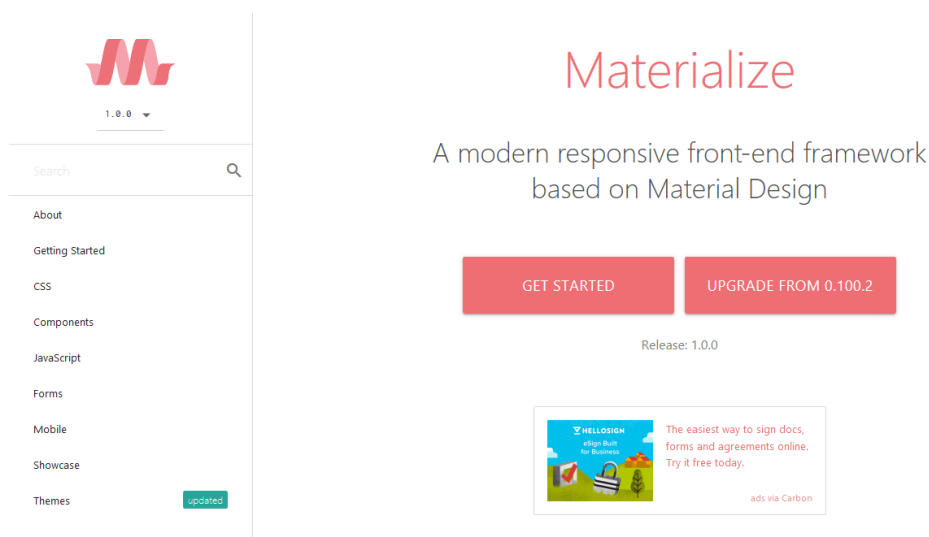 1.0.0
Search
About
Getting Started
CSS
Components
JavaScript
Forms
Mobile
Showcase
Themes
updated
Materialize
A modern responsive front-end framework
based on Material Design
GET STARTED
UPGRADE FROM 0.100.2
Release: 1.0.0
HELLOSIGN
eSign Built
for Business
The easiest way to sign docs,
forms and agreements online.
Try it free today.
ads via Carbon